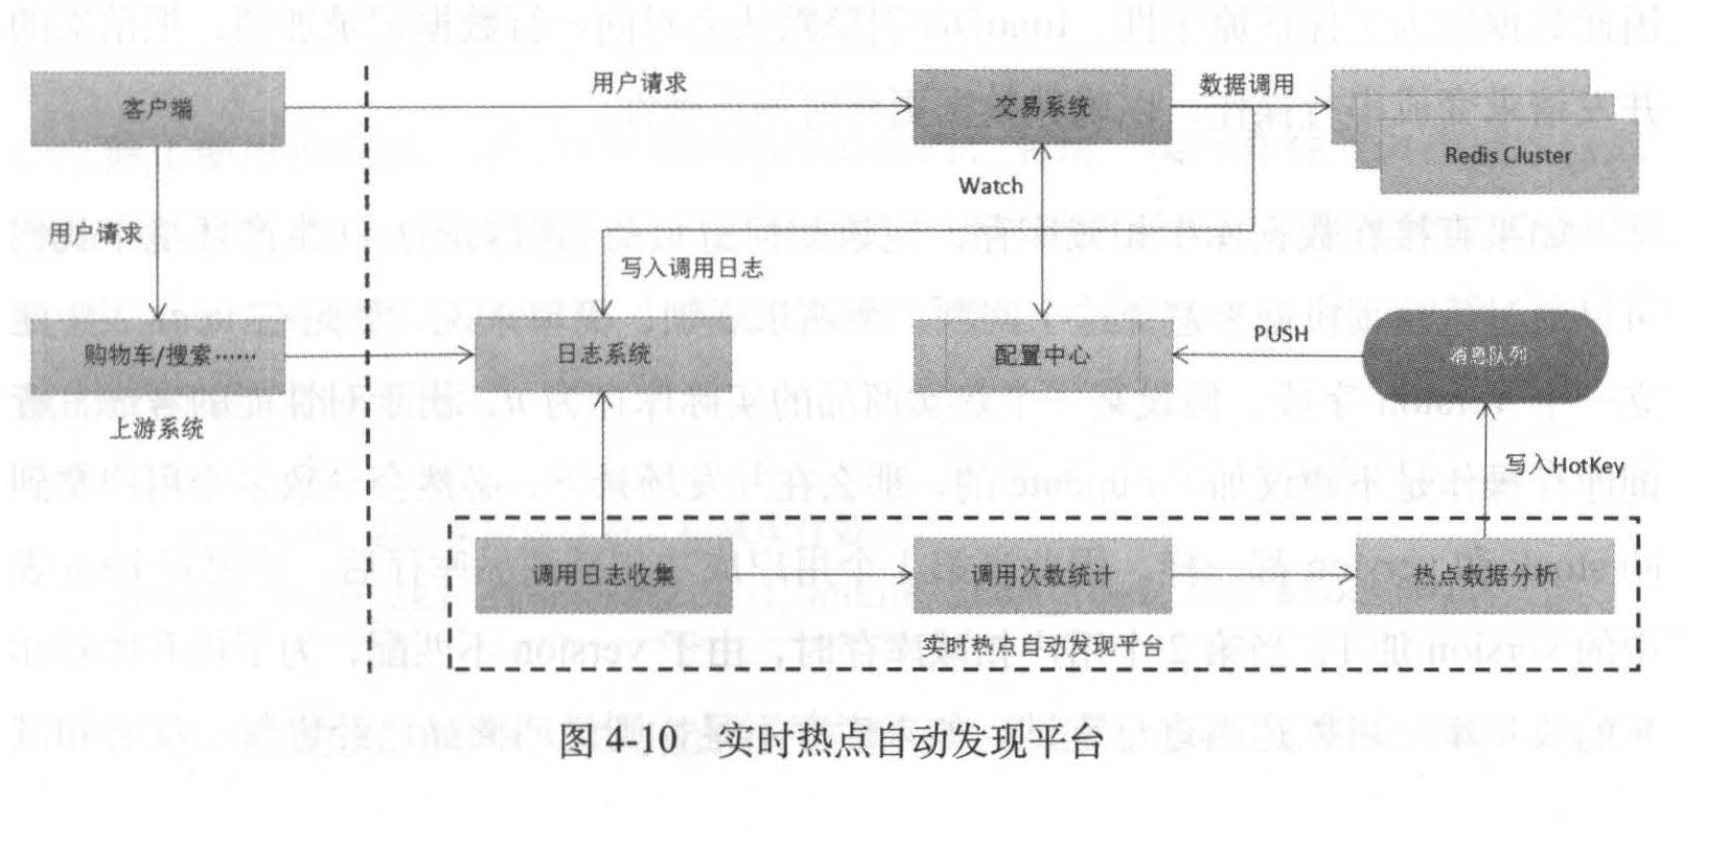 用户请求
数据调用
客户端
交易系统
Redis Cluster
Watch
用户请求
写入调用日志
PUSH
购物车/搜索……
日志系统
配置中心
消息队列
上游系统
写入HotKey
调用日志收集
调用次数统计
热点数据分析
实时热点自动发现平台
图 4-10 实时热点自动发现平台